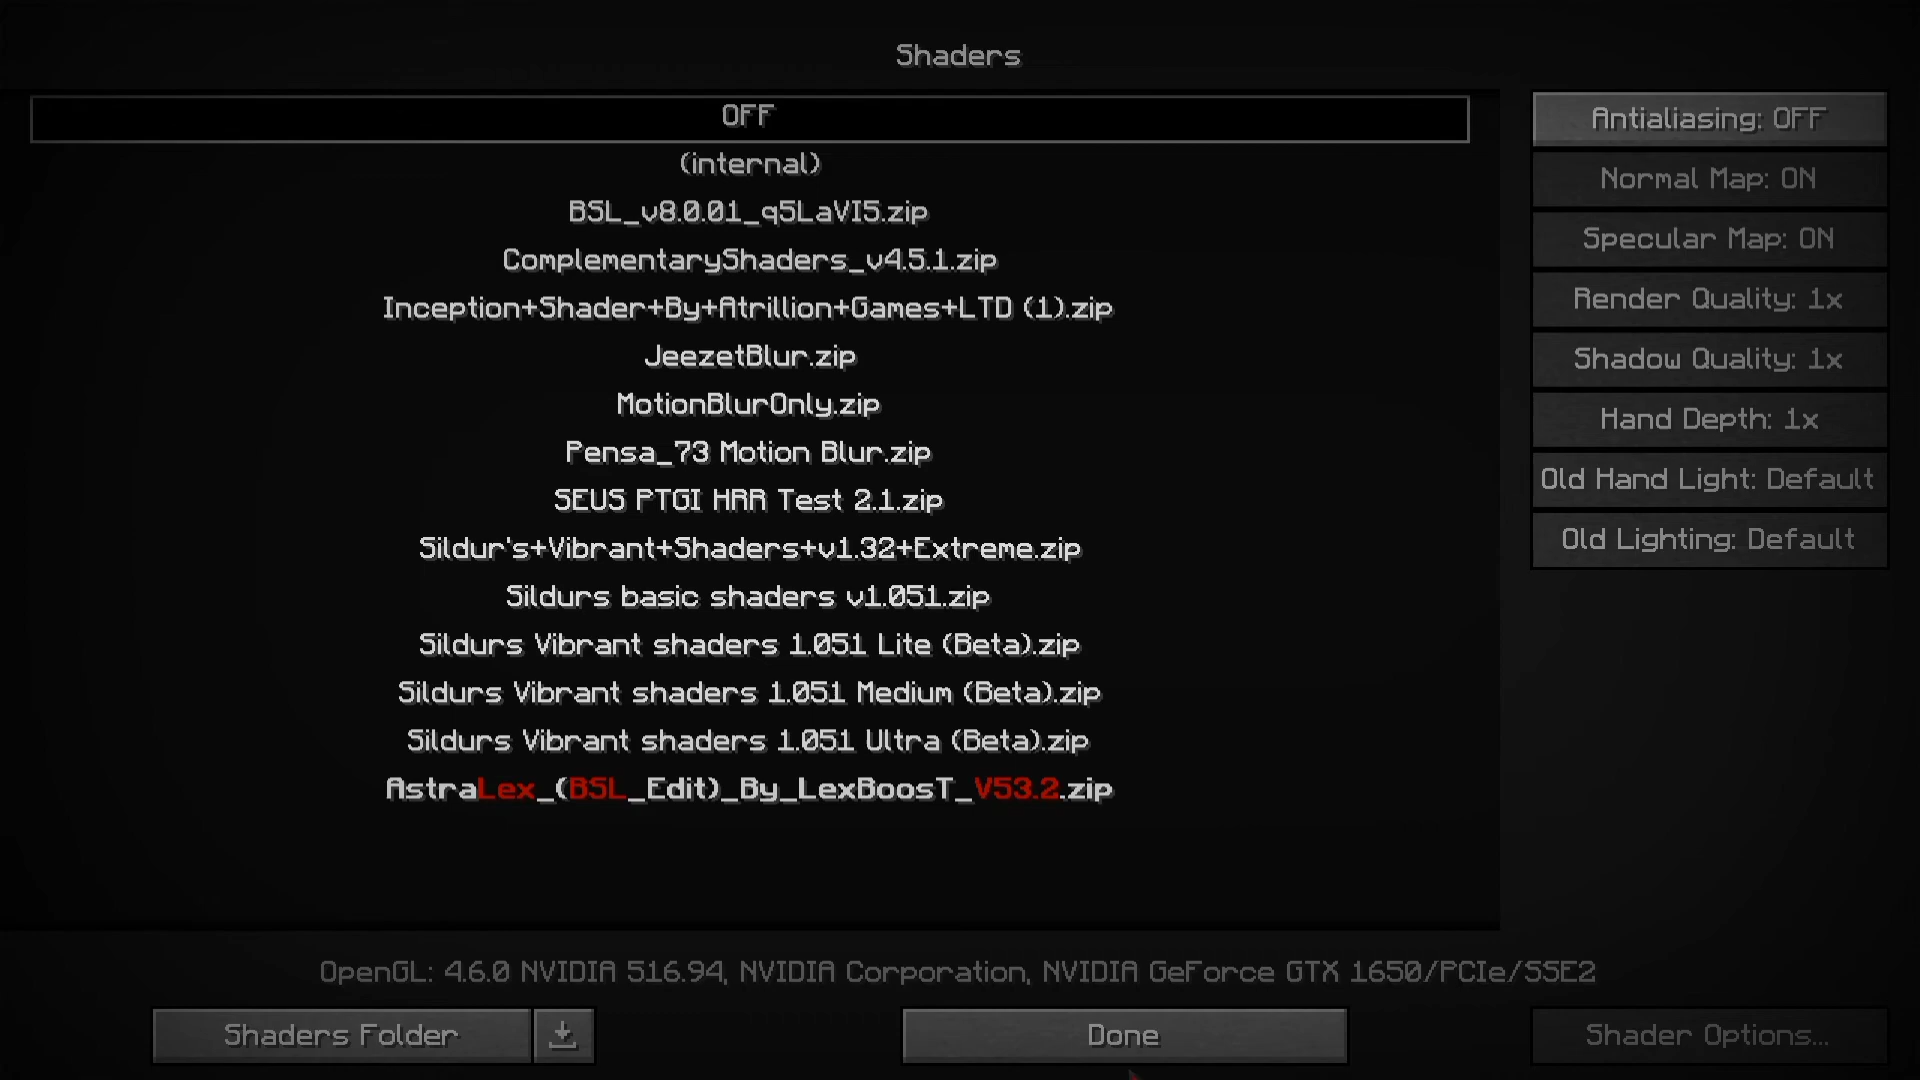 Shaders
OFF
(internal)
BSL_v8.0.01_q5LaVI5.zip
ComplementaryShaders_v4.5.1.zip
Inception+Shader+By+Atrillion+Games+LTD (1).zip
JeezetBlur.zip
MotionBlurOnly.zip
Pensa_73 Motion Blur.zip
SEUS PTGI HRR Test 2.1.zip
Sildur's+Vibrant+Shaders+v1.32+Extreme.zip
Sildurs basic shaders v1.051.zip
Sildurs Vibrant shaders 1.051 Lite (Beta).zip
Sildurs Vibrant shaders 1.051 Medium (Beta).zip
Sildurs Vibrant shaders 1.051 Ultra (Beta).zip
AstraLex_(BSL_Edit)_By_LexBoosT_V53.2.zip
Antialiasing: OFF
Normal Map: ON
Specular Map: ON
Render Quality: 1x
Shadow Quality: 1x
Hand Depth: 1x
Old Hand Light: Default
Old Lighting: Default
OpenGL: 4.6.0 NVIDIA 516.94, NVIDIA Corporation, NVIDIA GeForce GTX 1650/PCIe/SSE2
Shaders Folder
Done
Shader Options...